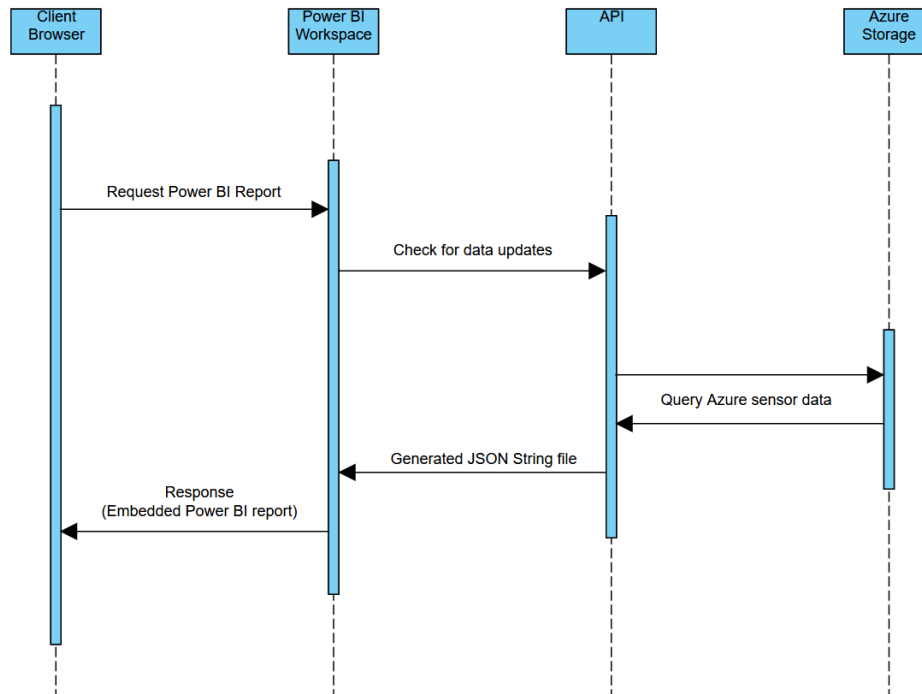 Client
Browser
Power BI
Workspace
API
Azure
Storage
Request Power BI Report
Check for data updates
Query Azure sensor data
Generated JSON String file
Response
(Embedded Power BI report)